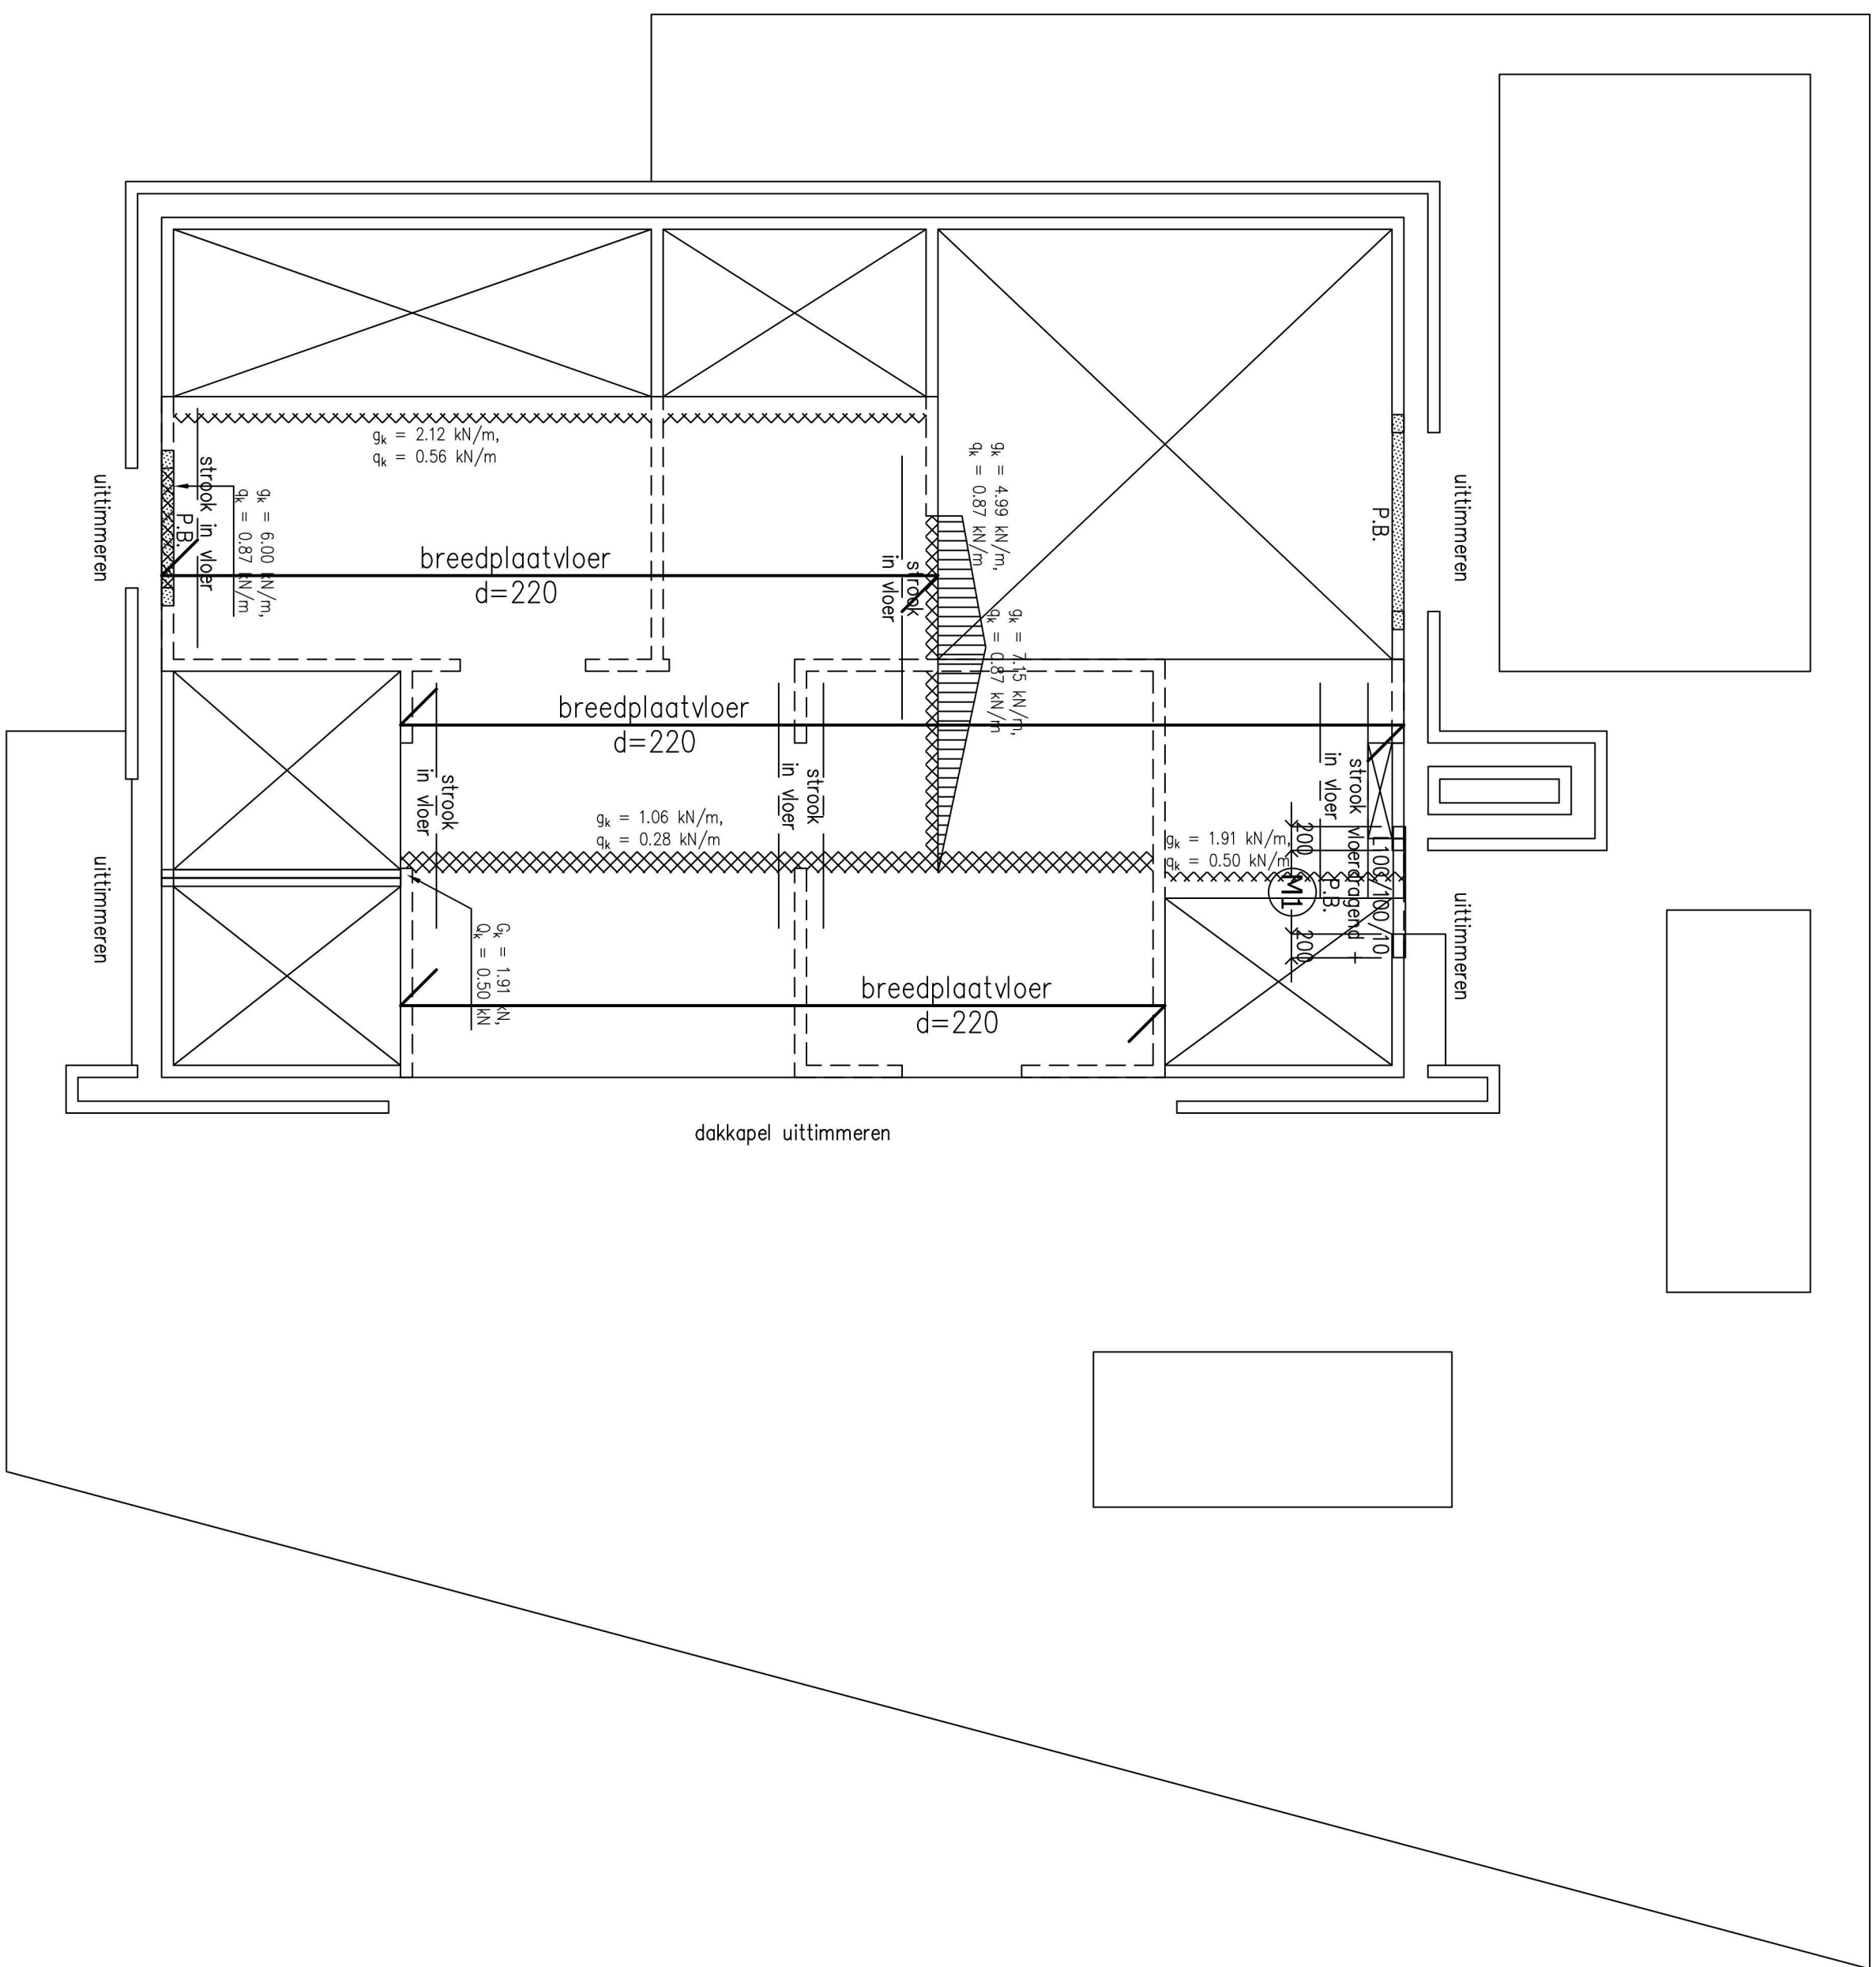 gk = 2.12 kN/m,
qk = 0.56 kN/m
gk = 4.99 kN/m,
qk = 0.87 kN/m
uittimmeren
strook in vloer
P.B.
gk = 6.00 kN/m,
qk = 0.87 kN/m
breedplaatvloer
d=220
strook
in vloer
P.B.
uittimmeren
gk = 7.15 kN/m,
qk = 0.87 kN/m
breedplaatvloer
d=220
strook
in vloer
strook
in vloer
gk = 1.06 kN/m,
qk = 0.28 kN/m
gk = 1.91 kN/m,
qk = 0.50 kN/m
strook vloerdragend +
in vloer
L100/100/10
P.B.
200
M1
200
uittimmeren
uittimmeren
Gk = 1.91 kN,
Qk = 0.50 kN
breedplaatvloer
d=220
dakkapel uittimmeren